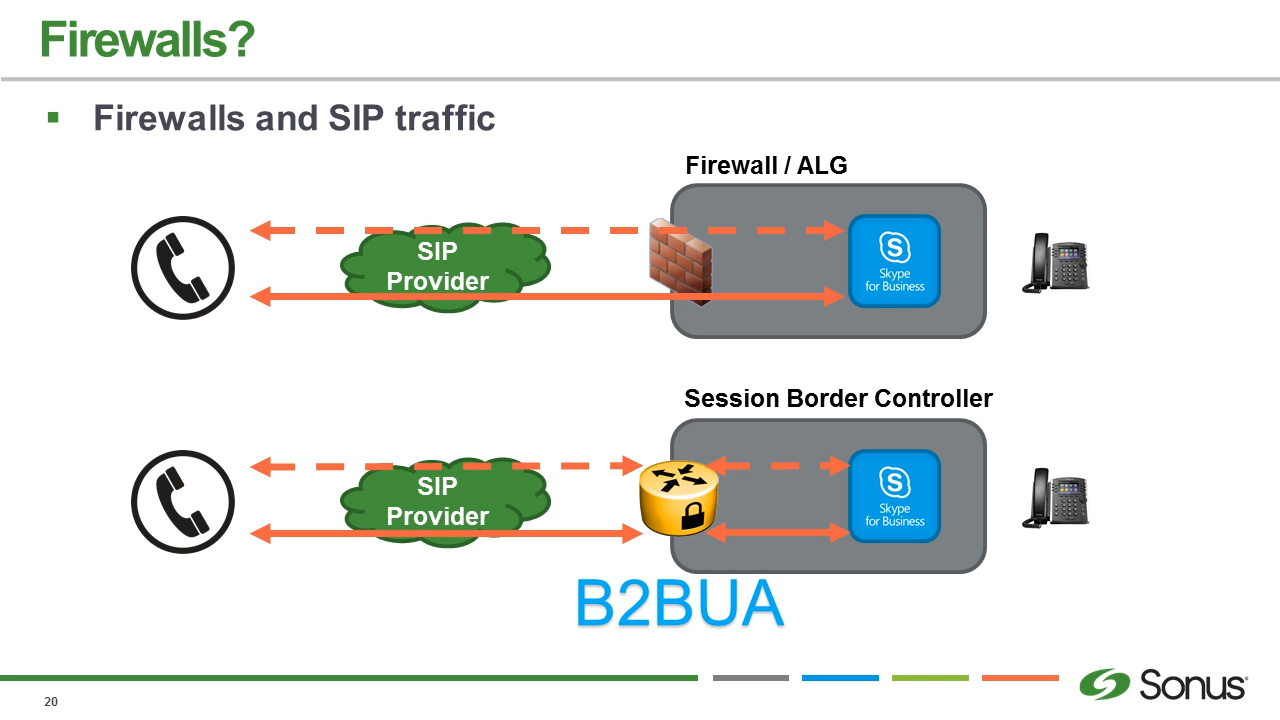 Firewalls?
Firewalls and SIP traffic
Firewall / ALG
SIP
Provider
S
Skype
for Business
Session Border Controller
SIP
Provider
S
Skype
for Business
B2BUA
20
Sonus